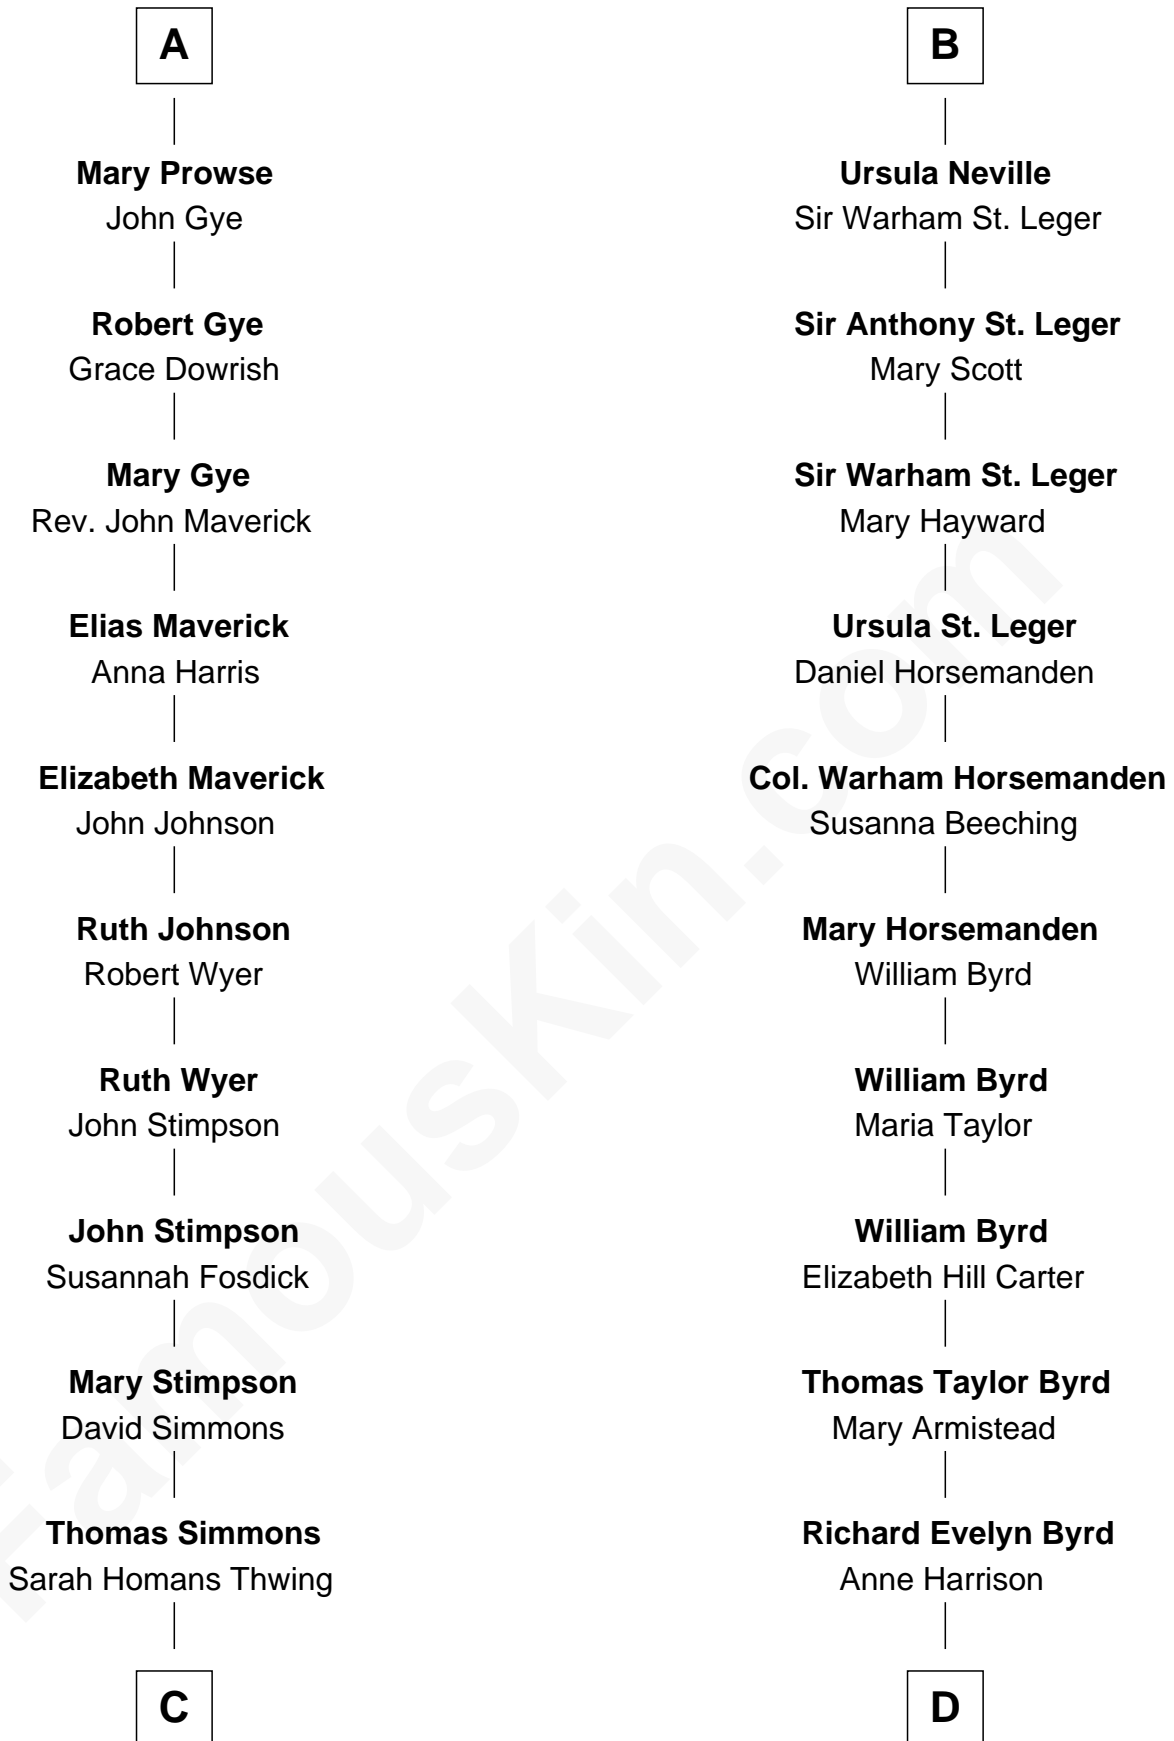 A
Mary Prowse
John Gye
Robert Gye
Grace Dowrish
Mary Gye
Rev. John Maverick
Elias Maverick
Anna Harris
Elizabeth Maverick
John Johnson
Ruth Johnson
Robert Wyer
Ruth Wyer
John Stimpson
John Stimpson
Susannah Fosdick
Mary Stimpson
David Simmons
Thomas Simmons
Sarah Homans Thwing
C
B
Ursula Neville
Sir Warham St. Leger
Sir Anthony St. Leger
Mary Scott
Sir Warham St. Leger
Mary Hayward
Ursula St. Leger
Daniel Horsemanden
Col. Warham Horsemanden
Susanna Beeching
Mary Horsemanden
William Byrd
William Byrd
Maria Taylor
William Byrd
Elizabeth Hill Carter
Thomas Taylor Byrd
Mary Armistead
Richard Evelyn Byrd
Anne Harrison
D
FamousKin.com